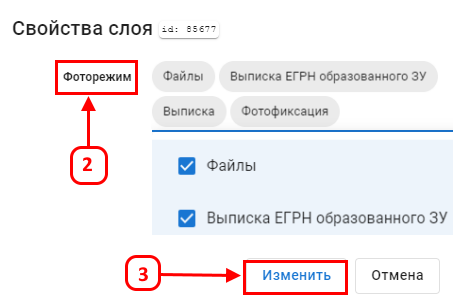 Свойства слоя id: 85677
Фоторежим Файлы Выписка ЕГРН образованного ЗУ
Выписка Фотофиксация
2 Файлы
Выписка ЕГРН образованного ЗУ
3 Изменить Отмена